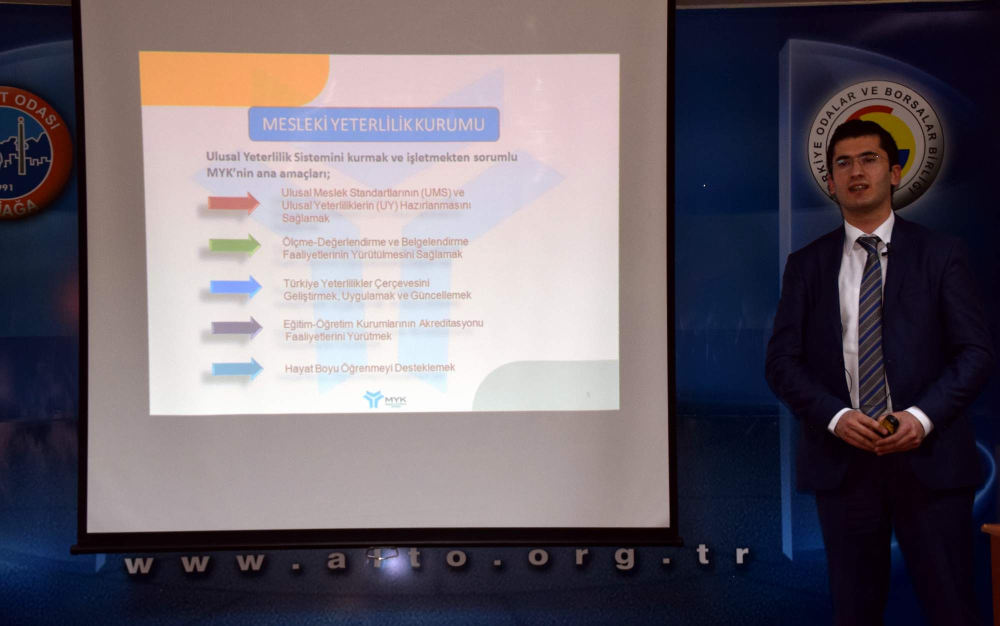 T ODASI
991
İAĞA
MESLEKİ YETERLİLİK KURUMU
Ulusal Yeterlilik Sistemini kurmak ve işletmekten sorumlu
MYK'nin ana amaçları;
Ulusal Meslek Standartlarının (UMS) ve
Ulusal Yeterliliklerin (UY) Hazırlanmasını
Sağlamak
Ölçme-Değerlendirme ve Belgelendirme
Faaliyetlerinin Yürütülmesini Sağlamak
Türkiye Yeterlilikler Çerçevesini
Geliştirmek, Uygulamak ve Güncellemek
Eğitim-Öğretim Kurumlarının Akreditasyonu
Faaliyetlerini Yürütmek
Hayat Boyu Öğrenmeyi Desteklemek
MYK
5
RKİYE ODALAR VE BORSALAR BİRLİĞİ
www.alto.org.tr